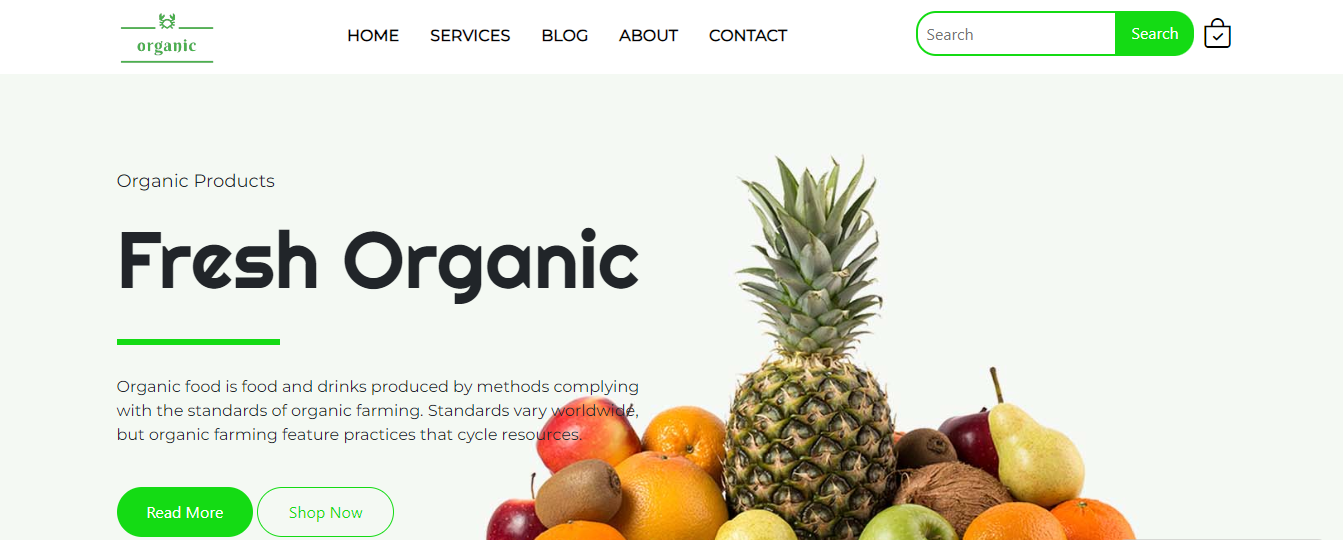 organic
HOME SERVICES BLOG ABOUT CONTACT
Search Search
Organic Products
Fresh Organic
Organic food is food and drinks produced by methods complying
with the standards of organic farming. Standards vary worldwide,
but organic farming feature practices that cycle resources.
Read More Shop Now